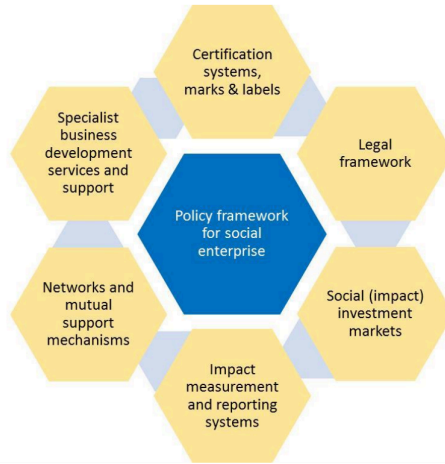 Certification
systems,
marks & labels
Specialist
business
development
services and
support
Legal
framework
Policy framework
for social
enterprise
Networks and
mutual
support
mechanisms
Social (impact)
investment
markets
Impact
measurement
and reporting
systems